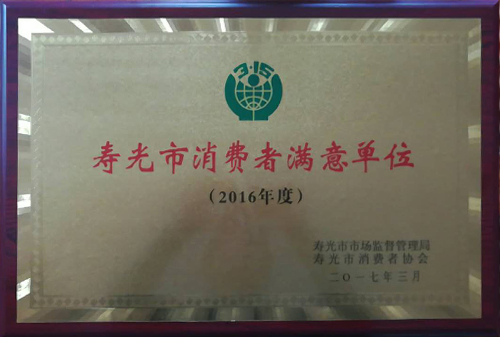 3·15
寿光市消费者满意单位
(2016年度)
寿光市市场监督管理局
寿光市消费者协会
二〇一七年三月